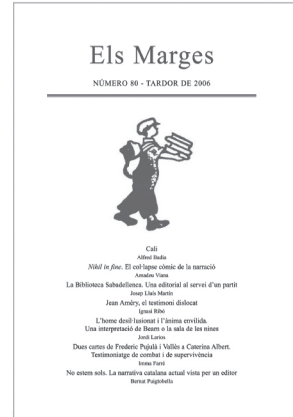 Els Marges
NÚMERO 80 - TARDOR DE 2006
Cali
Alfred Badia
Nihil in fine. El col·lapse còmic de la narració
Amadeu Viana
La Biblioteca Sabadellenca. Una editorial al servei d'un partit
Josep Lluís Martín
Jean Améry, el testimoni dislocat
Ignasi Ribó
L'home desil·lusionat i l'ànima envilida.
Una interpretació de Bearn o la sala de les nines
Jordi Larios
Dues cartes de Frederic Pujulà i Vallès a Caterina Albert.
Testimoniatge de combat i de supervivència
Imma Farré
No estem sols. La narrativa catalana actual vista per un editor
Bernat Puigtobella